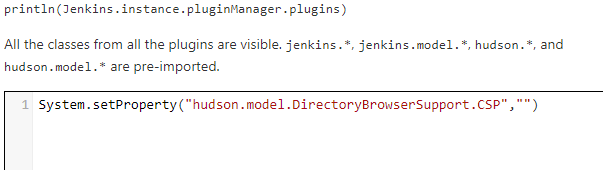 println(Jenkins.instance.pluginManager.plugins)
All the classes from all the plugins are visible. jenkins.*, jenkins.model.*, hudson.*, and
hudson.model.* are pre-imported.
1 System.setProperty("hudson.model.DirectoryBrowserSupport.CSP","")